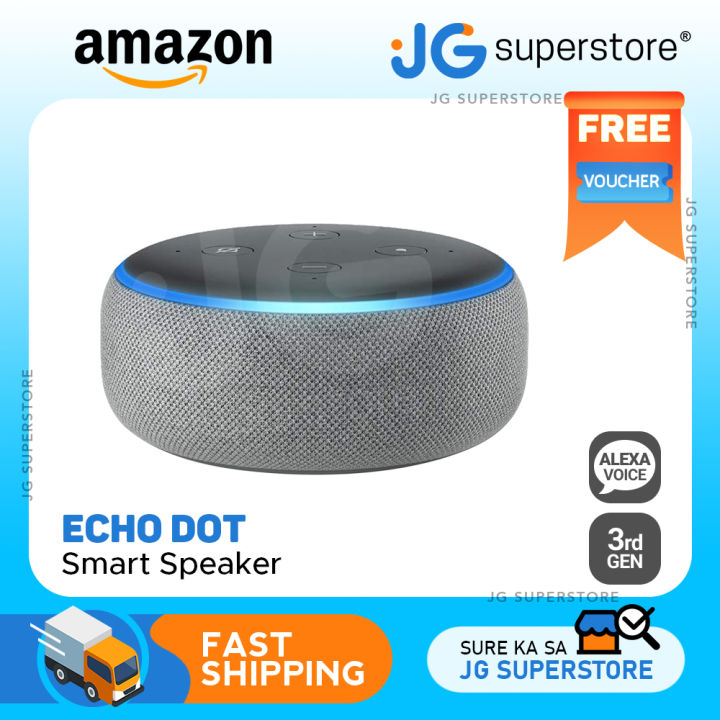 amazon
JG superstore®
JG SUPERSTORE
FREE
VOUCHER
JG SUPERSTORE
JG SUPERSTORE
JG
ALEXA
VOICE
3rd
GEN
ECHO DOT
Smart Speaker
JG SUPERSTORE
FAST
SHIPPING
SURE KA SA
JG SUPERSTORE